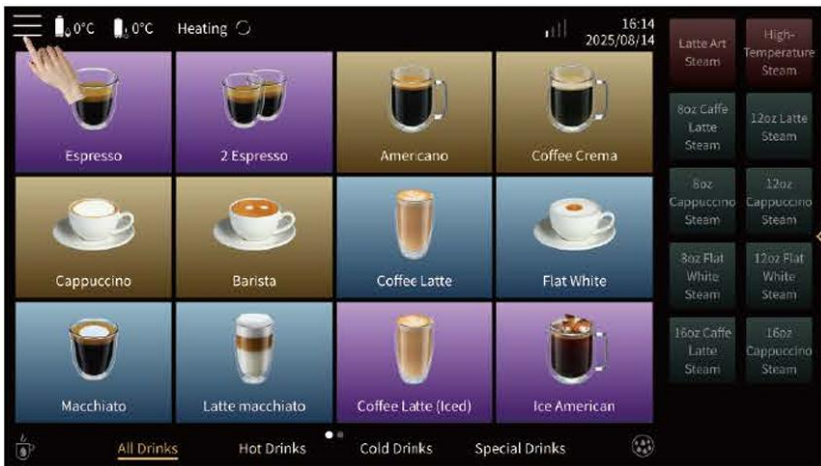 0°C 0°C Heating 16:14
2025/08/14
Espresso
2 Espresso
Americano
Coffee Crema
Cappuccino
Barista
Coffee Latte
Flat White
Macchiato
Latte macchiato
Coffee Latte (Iced)
Ice American
Latte Art
Steam
High-
Temperature
Steam
8oz Caffe
Latte
Steam
12oz Latte
Steam
8oz
Cappuccino
Steam
12oz
Cappuccino
Steam
8oz Flat
White
Steam
12oz Flat
White
Steam
16oz Caffe
Latte
Steam
16oz
Cappuccino
Steam
All Drinks
Hot Drinks
Cold Drinks
Special Drinks